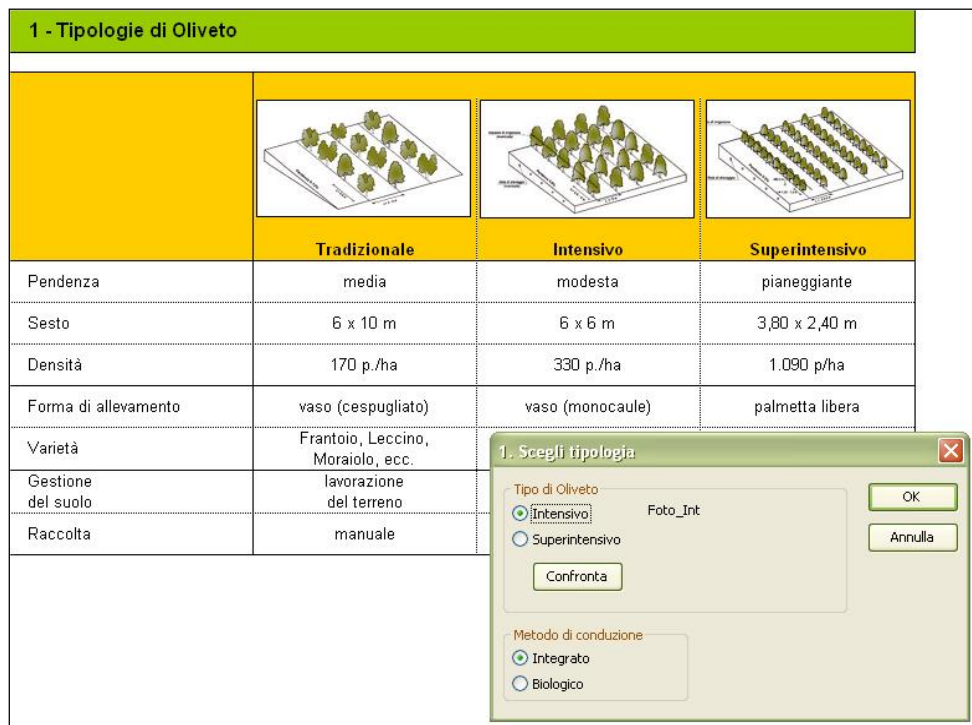 1 - Tipologie di Oliveto
Tradizionale Intensivo Superintensivo
Pendenza media modesta pianeggiante
Sesto 6 x 10 m 6 x 6 m 3,80 x 2,40 m
Densità 170 p./ha 330 p./ha 1.090 p/ha
Forma di allevamento vaso (cespugliato) vaso (monocaule) palmetta libera
Varietà Frantoio, Leccino,
Moraiolo, ecc.
Gestione
del suolo lavorazione
del terreno
Raccolta manuale
1. Scegli tipologia
Tipo di Oliveto
Intensivo Foto_Int
Superintensivo
Confronta
OK
Annulla
Metodo di conduzione
Integrato
Biologico